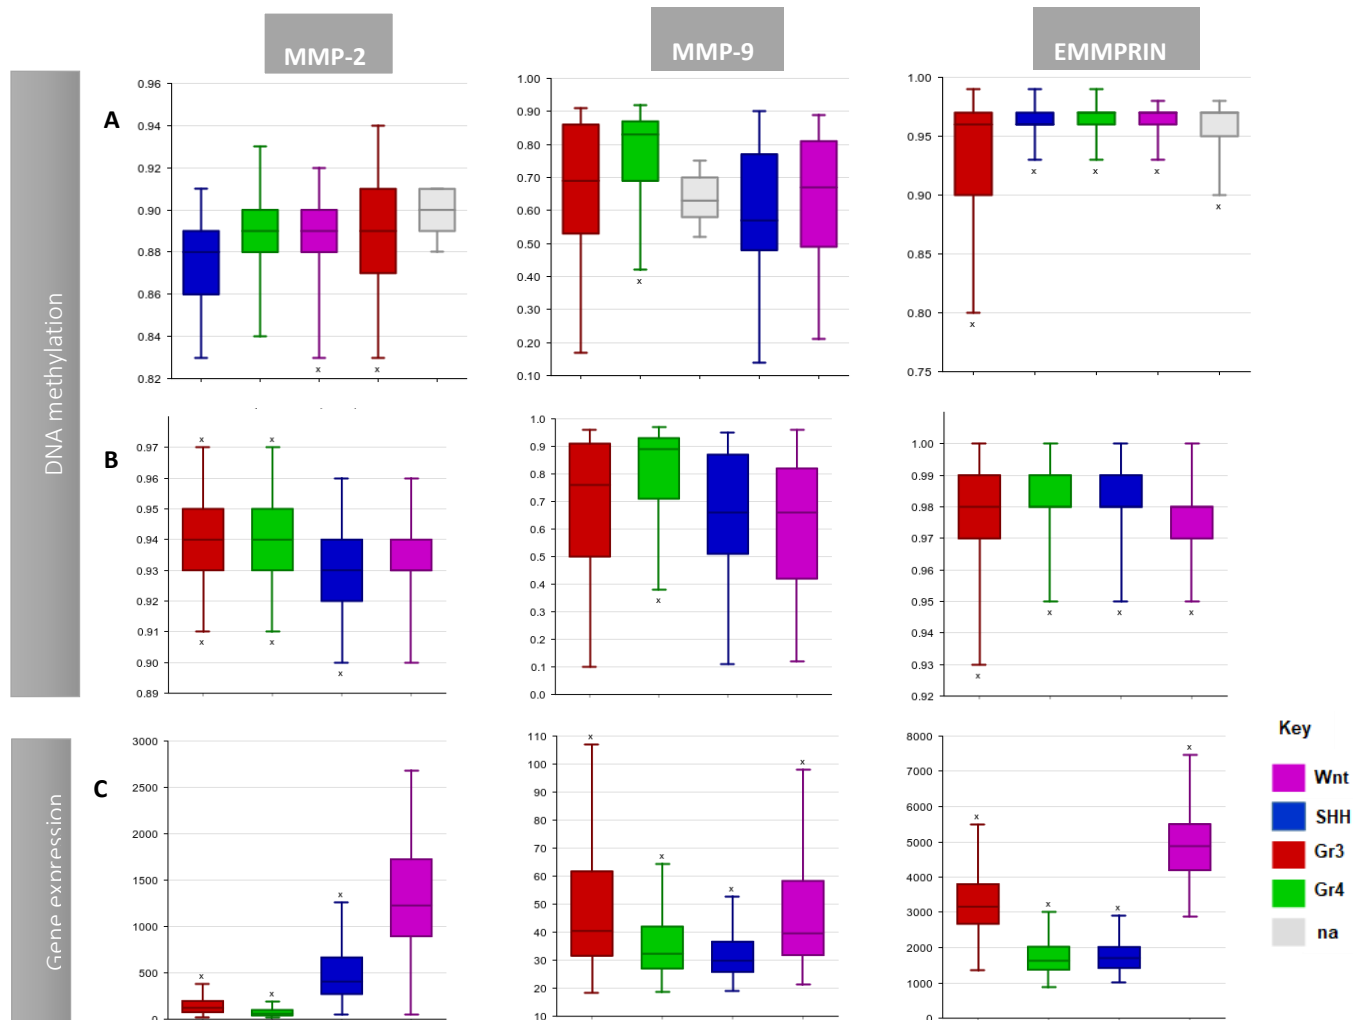 MMP-2
MMP-9
EMMPRIN
DNA methylation
A
0.96
0.94
0.92
0.90
0.88
0.86
0.84
0.82
x
x
1.00
0.90
0.80
0.70
0.60
0.50
0.40
0.30
0.20
0.10
x
1.00
0.95
0.90
0.85
0.80
0.75
x
x
x
x
x
B
0.97
0.96
0.95
0.94
0.93
0.92
0.91
0.90
0.89
x
x
x
x
x
1.0
0.9
0.8
0.7
0.6
0.5
0.4
0.3
0.2
0.1
0.0
x
1.00
0.99
0.98
0.97
0.96
0.95
0.94
0.93
0.92
x
x
x
x
Gene expression
C
3000
2500
2000
1500
1000
500
0
x
x
x
110
100
90
80
70
60
50
40
30
20
10
x
x
x
x
8000
7000
6000
5000
4000
3000
2000
1000
0
x
x
x
x
Key
Wnt
SHH
Gr3
Gr4
na